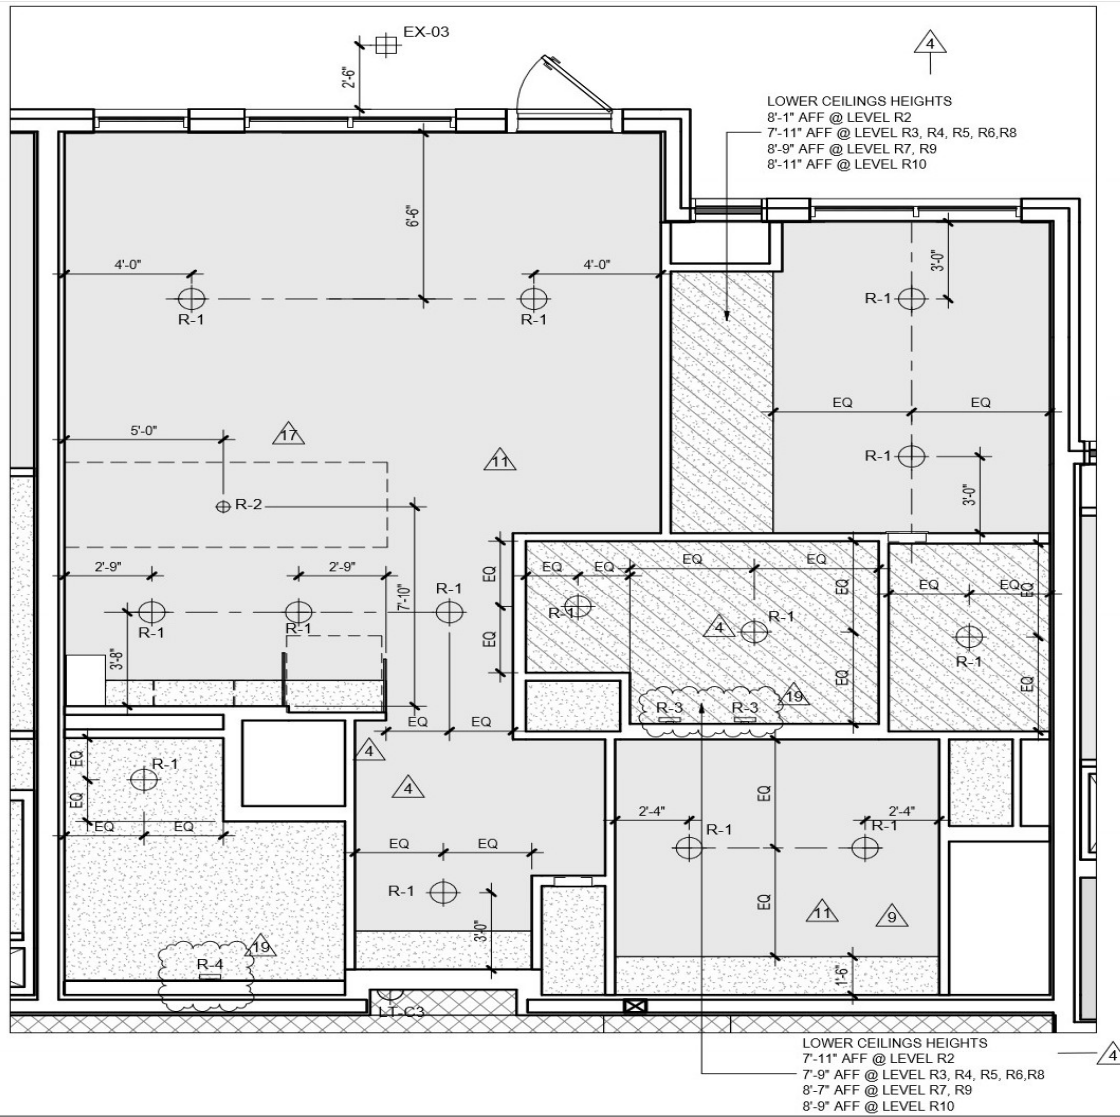 EX-03
4
2'-6"
LOWER CEILINGS HEIGHTS
8'-1" AFF @ LEVEL R2
7'-11" AFF @ LEVEL R3, R4, R5, R6,R8
8'-9" AFF @ LEVEL R7, R9
8'-11" AFF @ LEVEL R10
6'-6"
3'-0"
4'-0"
4'-0"
R-1
R-1
R-1
EQ
EQ
5'-0"
17
11
R-1
3'-0"
R-2
2'-9"
2'-9"
7'-10"
R-1
EQ
EQ
EQ
EQ
EQ
EQ
EQ
EQ
EQ
EQ
R-1
R-1
R-1
4
R-1
R-1
3'-8"
EQ
EQ
19
R-3
R-3
EQ
EQ
4
EQ
EQ
R-1
4
EQ
2'-4"
2'-4"
R-1
R-1
EQ
EQ
EQ
EQ
R-1
3'-0"
EQ
11
9
19
R-4
1'-6"
LT-C3
LOWER CEILINGS HEIGHTS
7'-11" AFF @ LEVEL R2
4
7'-9" AFF @ LEVEL R3, R4, R5, R6,R8
8'-7" AFF @ LEVEL R7, R9
8'-9" AFF @ LEVEL R10